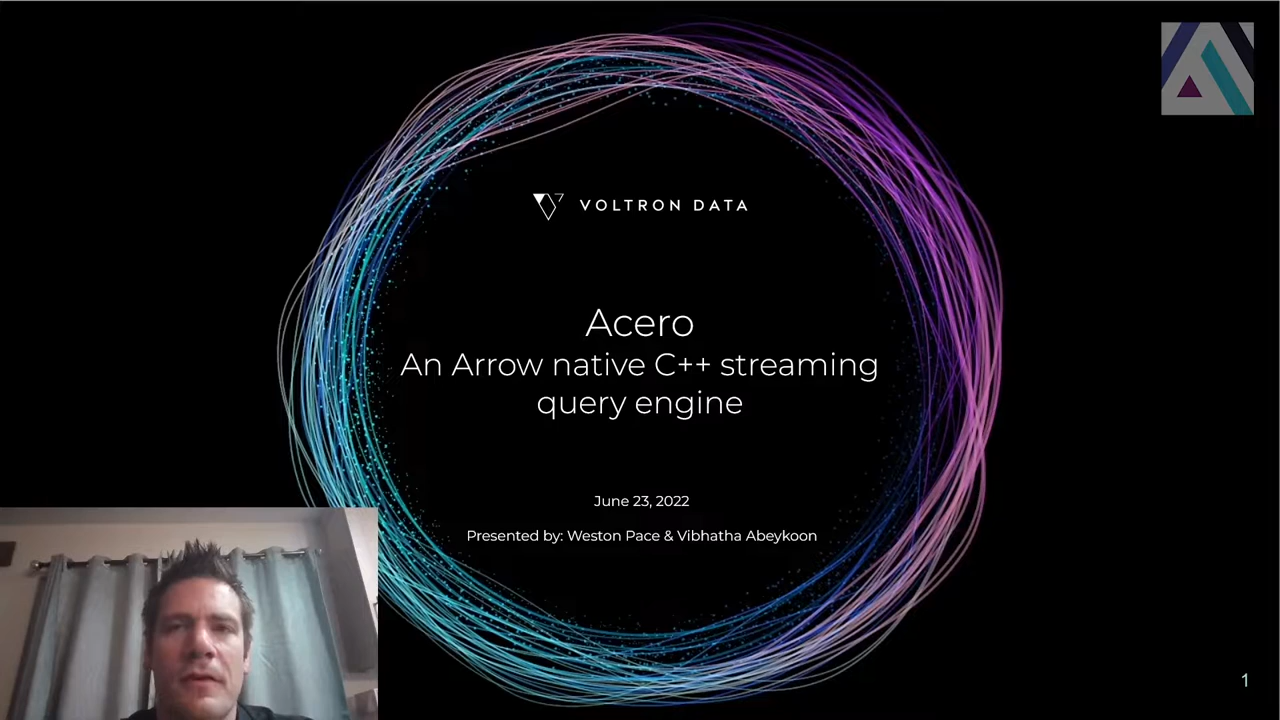 VOLTRON DATA
Acero
An Arrow native C++ streaming
query engine
June 23, 2022
Presented by: Weston Pace & Vibhatha Abeykoon
1